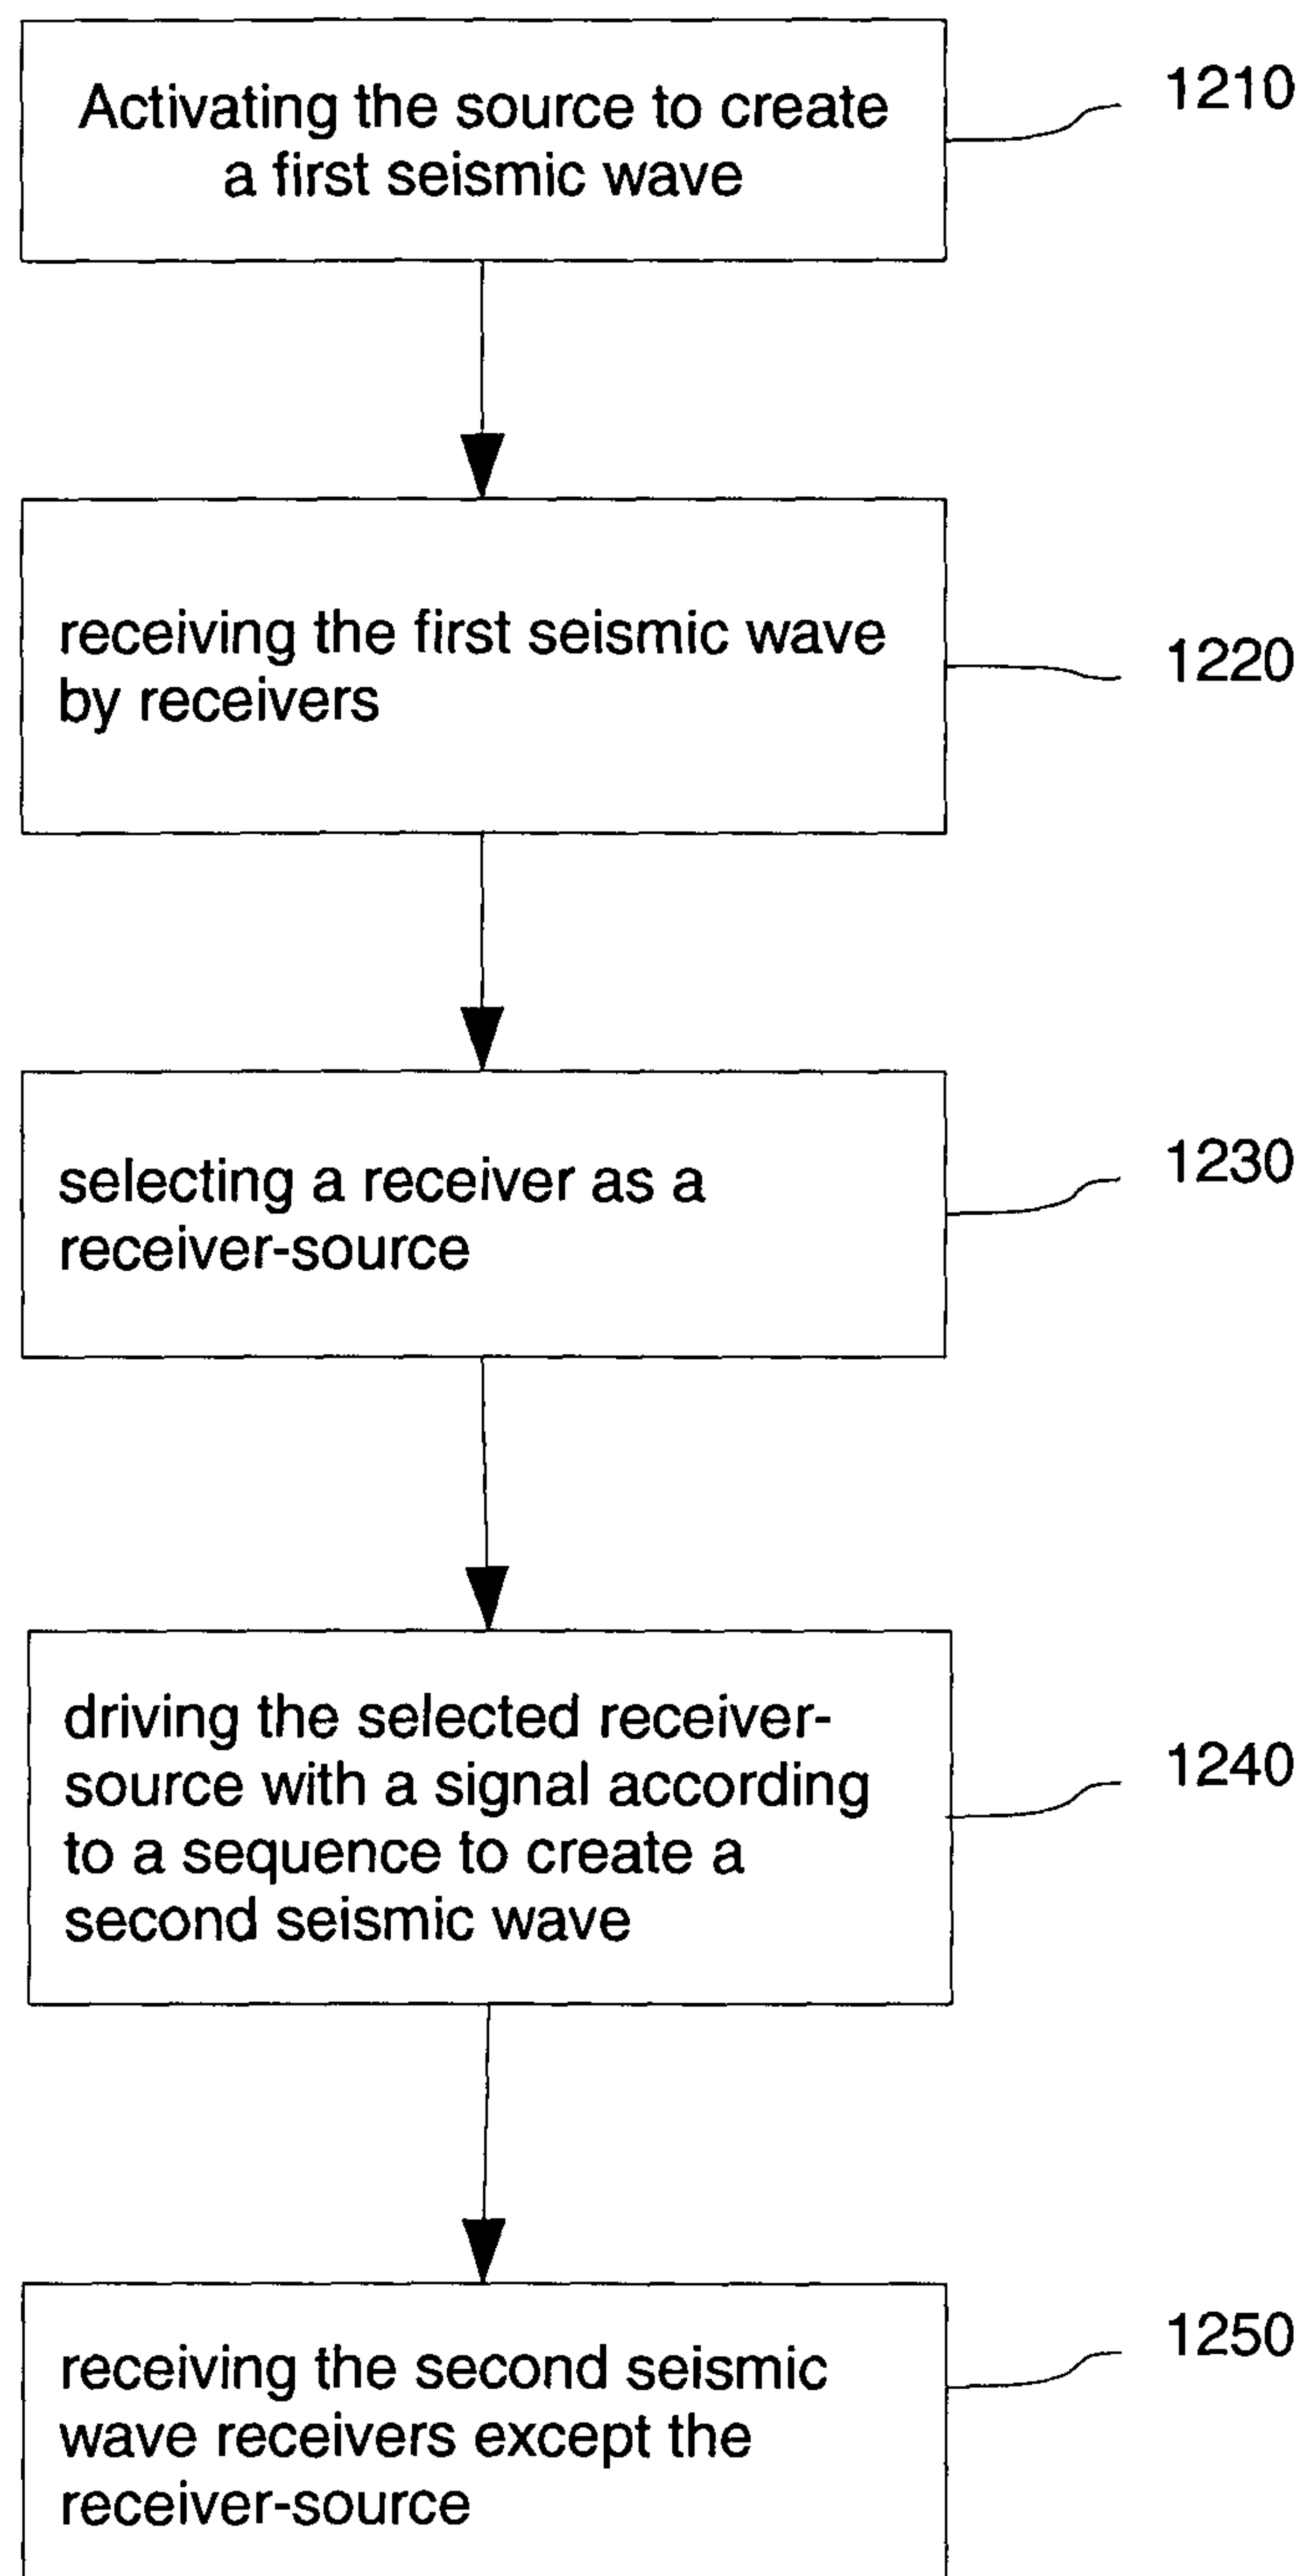 Activating the source to create
a first seismic wave
1210
receiving the first seismic wave
by receivers
1220
selecting a receiver as a
receiver-source
1230
driving the selected receiver-
source with a signal according
to a sequence to create a
second seismic wave
1240
receiving the second seismic
wave receivers except the
receiver-source
1250